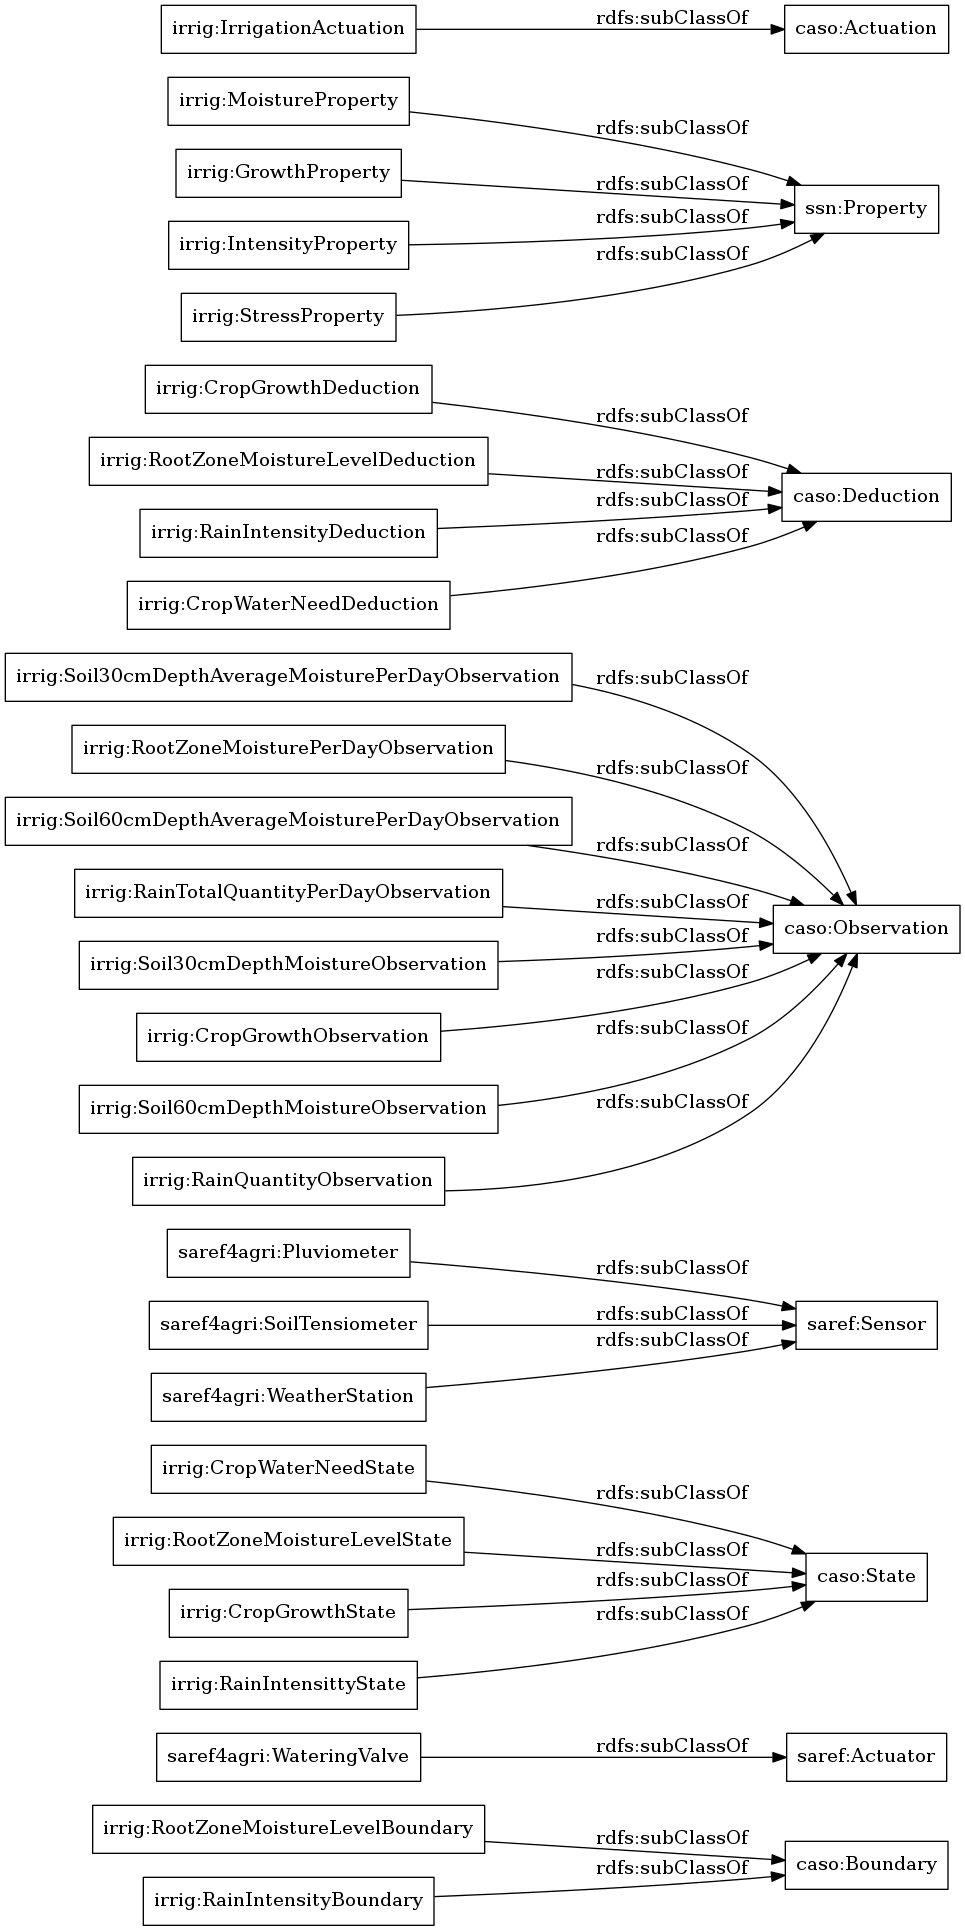 irrig:IrrigationActuation
rdfs:subClassOf
caso:Actuation
irrig:MoistureProperty
rdfs:subClassOf
irrig:GrowthProperty
rdfs:subClassOf
ssn:Property
irrig:IntensityProperty
rdfs:subClassOf
irrig:StressProperty
rdfs:subClassOf
irrig:CropGrowthDeduction
rdfs:subClassOf
irrig:RootZoneMoistureLevelDeduction
rdfs:subClassOf
caso:Deduction
irrig:RainIntensityDeduction
rdfs:subClassOf
irrig:CropWaterNeedDeduction
rdfs:subClassOf
irrig:Soil30cmDepthAverageMoisturePerDayObservation
rdfs:subClassOf
irrig:RootZoneMoisturePerDayObservation
rdfs:subClassOf
irrig:Soil60cmDepthAverageMoisturePerDayObservation
rdfs:subClassOf
irrig:RainTotalQuantityPerDayObservation
rdfs:subClassOf
caso:Observation
irrig:Soil30cmDepthMoistureObservation
rdfs:subClassOf
irrig:CropGrowthObservation
rdfs:subClassOf
irrig:Soil60cmDepthMoistureObservation
rdfs:subClassOf
irrig:RainQuantityObservation
rdfs:subClassOf
saref4agri:Pluviometer
rdfs:subClassOf
saref4agri:SoilTensiometer
rdfs:subClassOf
saref:Sensor
saref4agri:WeatherStation
rdfs:subClassOf
irrig:CropWaterNeedState
rdfs:subClassOf
irrig:RootZoneMoistureLevelState
rdfs:subClassOf
caso:State
irrig:CropGrowthState
rdfs:subClassOf
irrig:RainIntensittyState
rdfs:subClassOf
saref4agri:WateringValve
rdfs:subClassOf
saref:Actuator
irrig:RootZoneMoistureLevelBoundary
rdfs:subClassOf
caso:Boundary
irrig:RainIntensityBoundary
rdfs:subClassOf